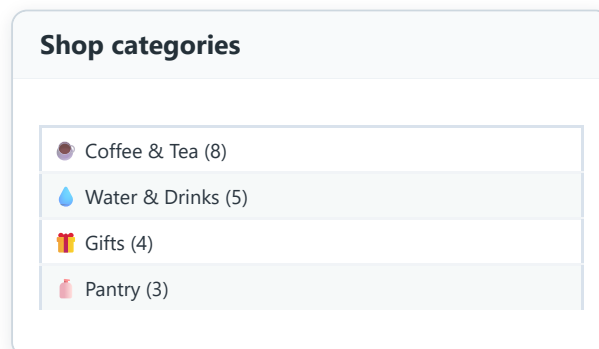 Shop categories
Coffee & Tea (8)
Water & Drinks (5)
Gifts (4)
Pantry (3)